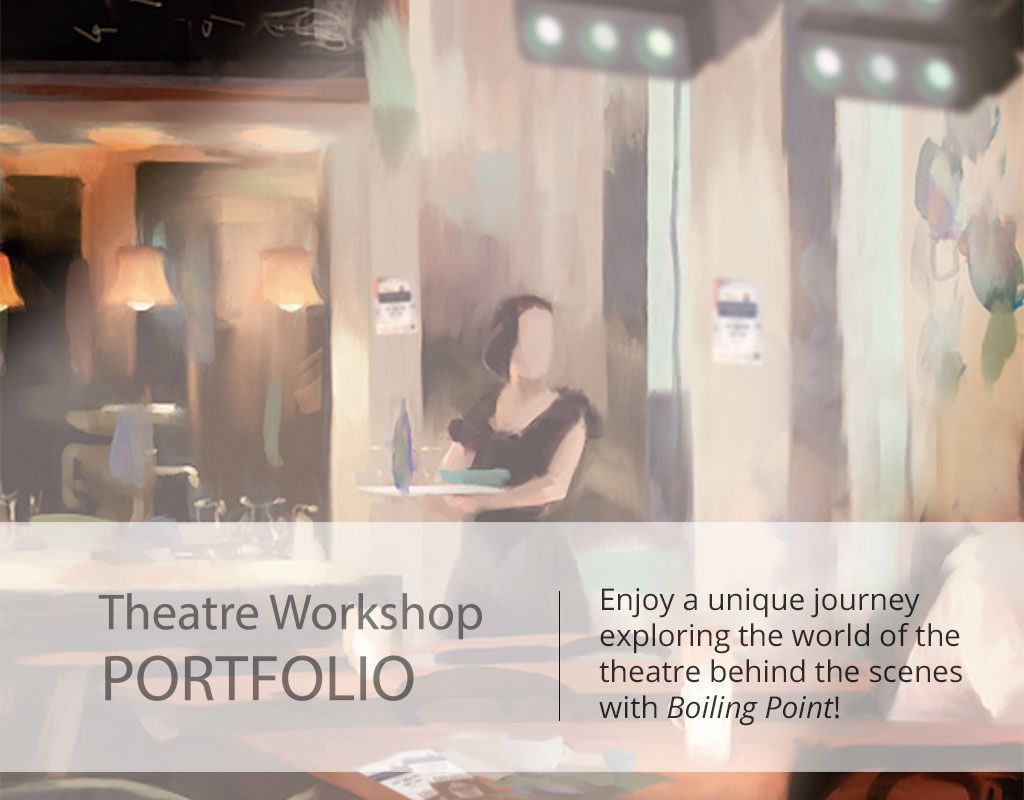 Theatre Workshop
PORTFOLIO
Enjoy a unique journey
exploring the world of the
theatre behind the scenes
with Boiling Point!